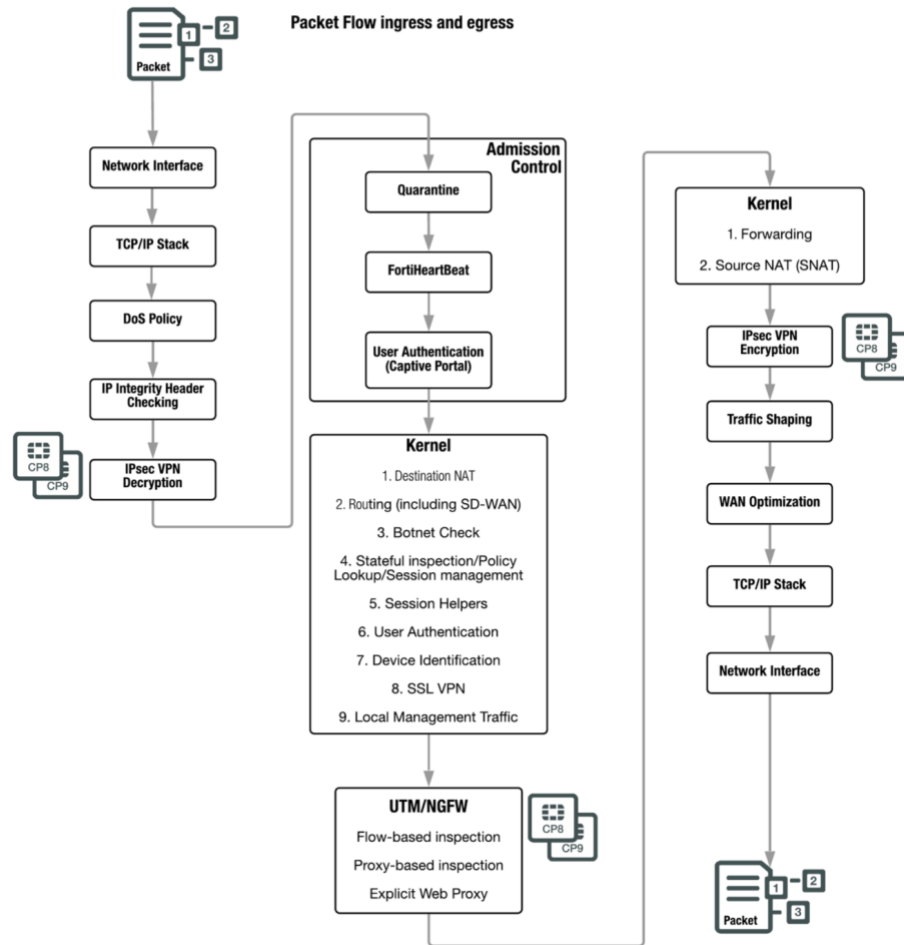 Packet Flow ingress and egress
1
2
3
Packet
Network Interface
TCP/IP Stack
DoS Policy
IP Integrity Header
Checking
CP8
CP9
IPsec VPN
Decryption
Admission
Control
Quarantine
FortiHeartBeat
User Authentication
(Captive Portal)
Kernel
1. Destination NAT
2. Routing (including SD-WAN)
3. Botnet Check
4. Stateful inspection/Policy
Lookup/Session management
5. Session Helpers
6. User Authentication
7. Device Identification
8. SSL VPN
9. Local Management Traffic
UTM/NGFW
Flow-based inspection
Proxy-based inspection
Explicit Web Proxy
CP8
CP9
Kernel
1. Forwarding
2. Source NAT (SNAT)
IPsec VPN
Encryption
CP8
CP9
Traffic Shaping
WAN Optimization
TCP/IP Stack
Network Interface
1
2
3
Packet